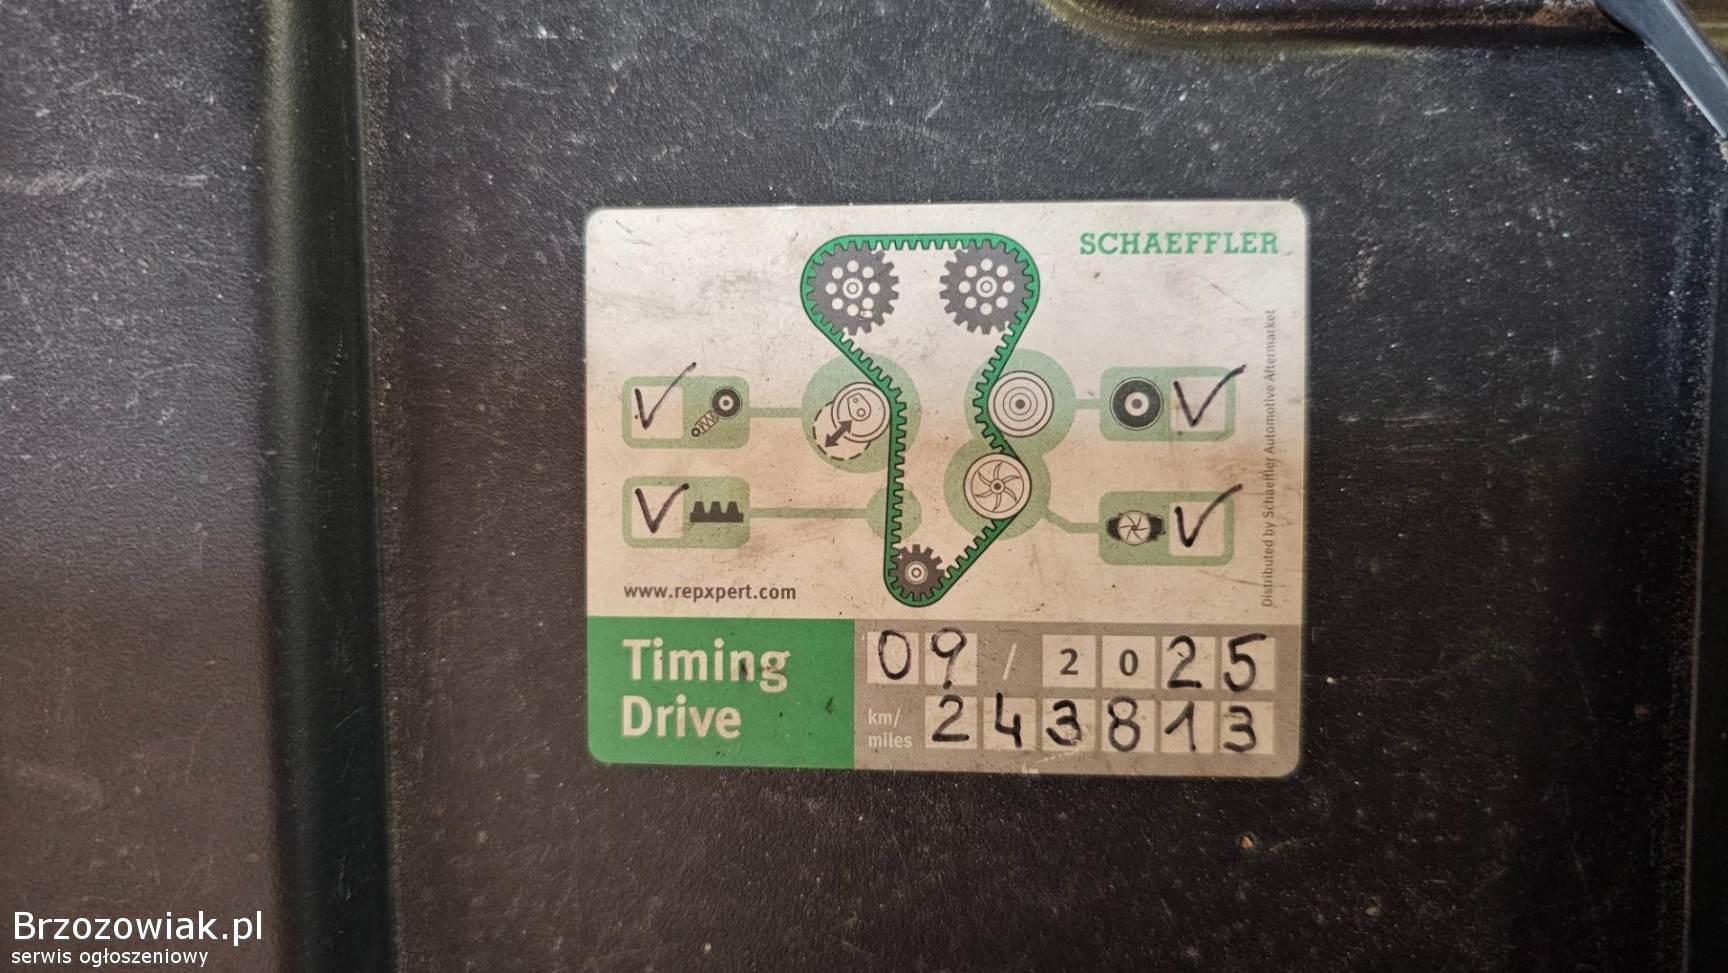 SCHAEFFLER
Distributed by Schaeffler Automotive Aftermarket
www.repxpert.com
Timing
Drive
09 / 2025
km/
miles
243813
Brzozowiak.pl
serwis ogłoszeniowy